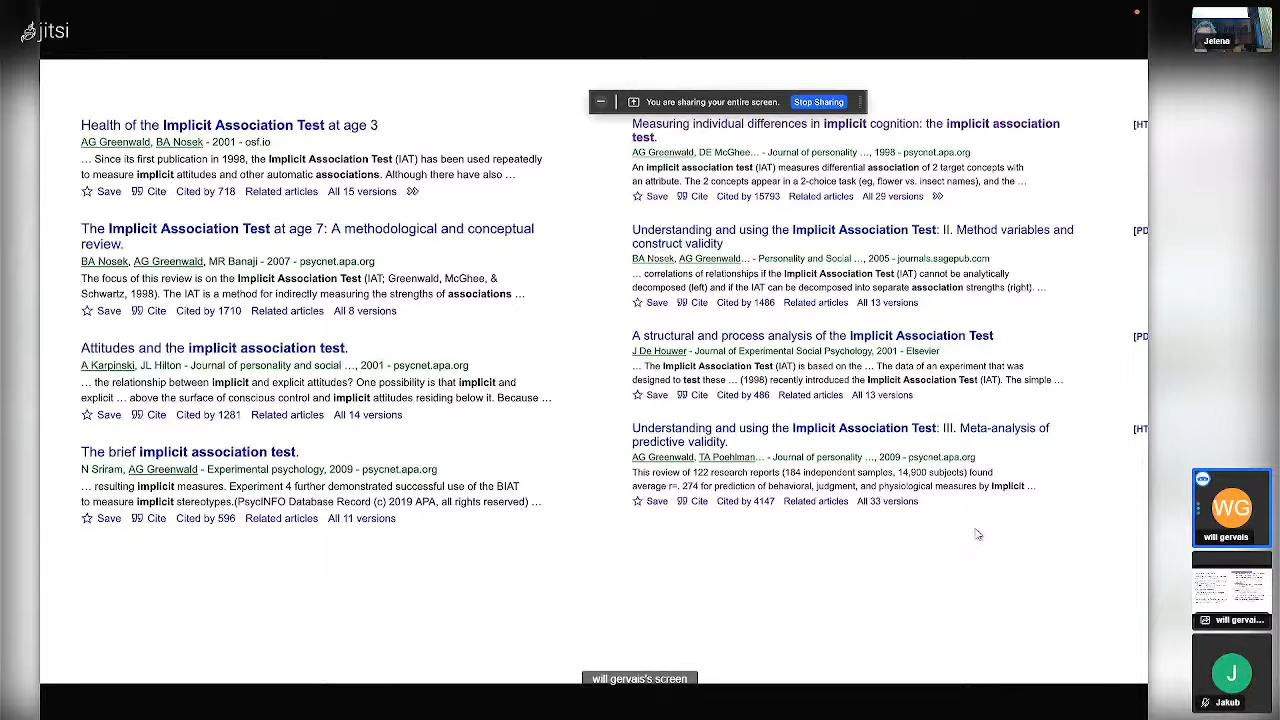 jitsi
You are sharing your entire screen.
Stop Sharing
Health of the Implicit Association Test at age 3
AG Greenwald, BA Nosek - 2001 - osf.io
… Since its first publication in 1998, the Implicit Association Test (IAT) has been used repeatedly
to measure implicit attitudes and other automatic associations. Although there have also …
Save Cite Cited by 718 Related articles All 15 versions
The Implicit Association Test at age 7: A methodological and conceptual
review.
BA Nosek, AG Greenwald, MR Banaji - 2007 - psycnet.apa.org
The focus of this review is on the Implicit Association Test (IAT; Greenwald, McGhee, &
Schwartz, 1998). The IAT is a method for indirectly measuring the strengths of associations …
Save Cite Cited by 1710 Related articles All 8 versions
Attitudes and the implicit association test.
A Karpinski, JL Hilton - Journal of personality and social …, 2001 - psycnet.apa.org
… the relationship between implicit and explicit attitudes? One possibility is that implicit and
explicit … above the surface of conscious control and implicit attitudes residing below it. Because …
Save Cite Cited by 1281 Related articles All 14 versions
The brief implicit association test.
N Sriram, AG Greenwald - Experimental psychology, 2009 - psycnet.apa.org
… resulting implicit measures. Experiment 4 further demonstrated successful use of the BIAT
to measure implicit stereotypes.(PsycINFO Database Record (c) 2019 APA, all rights reserved) …
Save Cite Cited by 596 Related articles All 11 versions
Measuring individual differences in implicit cognition: the implicit association
test.
[HT
AG Greenwald, DE McGhee… - Journal of personality …, 1998 - psycnet.apa.org
An implicit association test (IAT) measures differential association of 2 target concepts with
an attribute. The 2 concepts appear in a 2-choice task (eg, flower vs. insect names), and the …
Save Cite Cited by 15793 Related articles All 29 versions
Understanding and using the Implicit Association Test: II. Method variables and
construct validity
[PD
BA Nosek, AG Greenwald… - Personality and Social …, 2005 - journals.sagepub.com
… correlations of relationships if the Implicit Association Test (IAT) cannot be analytically
decomposed (left) and if the IAT can be decomposed into separate association strengths (right). …
Save Cite Cited by 1486 Related articles All 13 versions
A structural and process analysis of the Implicit Association Test
[PD
J De Houwer - Journal of Experimental Social Psychology, 2001 - Elsevier
… The Implicit Association Test (IAT) is based on the … The data of an experiment that was
designed to test these … (1998) recently introduced the Implicit Association Test (IAT). The simple …
Save Cite Cited by 486 Related articles All 13 versions
Understanding and using the Implicit Association Test: III. Meta-analysis of
predictive validity.
[HT
AG Greenwald, TA Poehlman… - Journal of personality …, 2009 - psycnet.apa.org
This review of 122 research reports (184 independent samples, 14,900 subjects) found
average r=. 274 for prediction of behavioral, judgment, and physiological measures by Implicit …
Save Cite Cited by 4147 Related articles All 33 versions
will gervais's screen
Jelena
WG
will gervais
will gervai...
J
Jakub